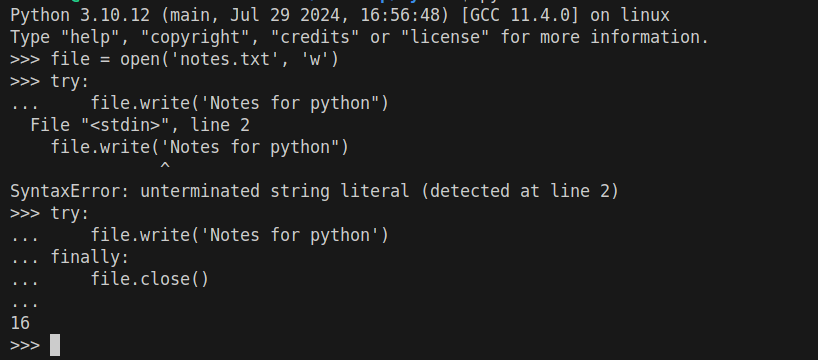 Python 3.10.12 (main, Jul 29 2024, 16:56:48) [GCC 11.4.0] on linux
Type "help", "copyright", "credits" or "license" for more information.
>>> file = open('notes.txt', 'w')
>>> try:
...     file.write('Notes for python")
  File "<stdin>", line 2
    file.write('Notes for python")
               ^
SyntaxError: unterminated string literal (detected at line 2)
>>> try:
...     file.write('Notes for python')
... finally:
...     file.close()
...
16
>>>